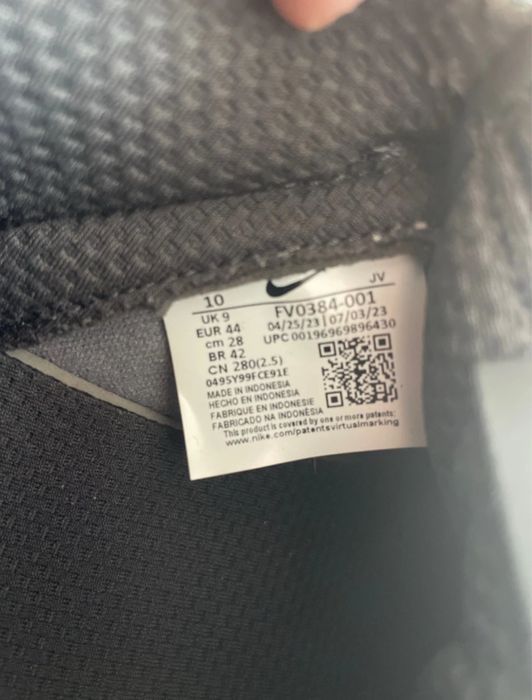 10 JV
UK 9 FV0384-001
EUR 44 04/25/23 | 07/03/23
cm 28 UPC 00196969896430
BR 42
CN 280(2.5)
0495Y99FCE91E
MADE IN INDONESIA
HECHO EN INDONESIA
FABRIQUE EN INDONESIE
FABRICADO NA INDONÉSIA
This product is covered by one or more patents:
www.nike.com/patentsvirtualmarking